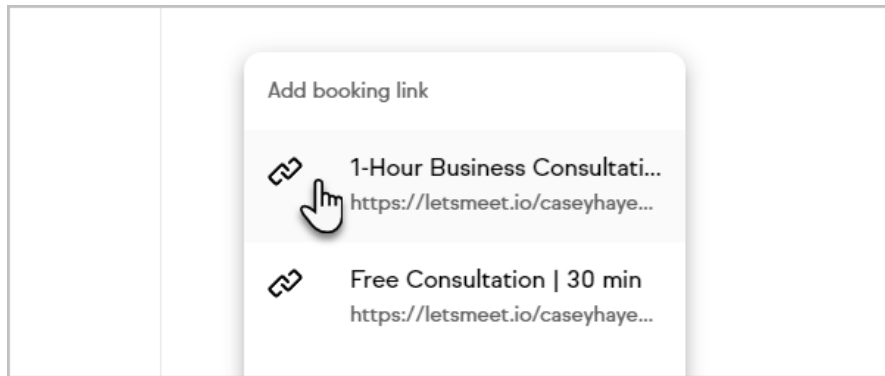 Add booking link
1-Hour Business Consultati...
https://letsmeet.io/caseyhaye...
Free Consultation | 30 min
https://letsmeet.io/caseyhaye...